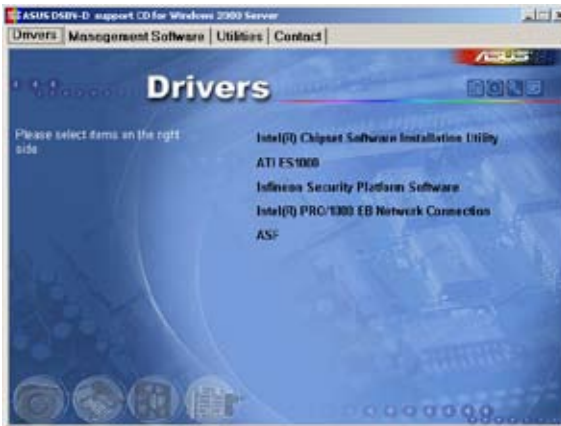 ASUS DSBV-D support CD for Windows 2000 Server
Drivers Management Software Utilities Contact
ASUS
Drivers
Please select items on the right
side
Intel(R) Chipset Software Installation Utility
ATI ES1000
Infineon Security Platform Software
Intel(R) PRO/1000 EB Network Connection
ASF